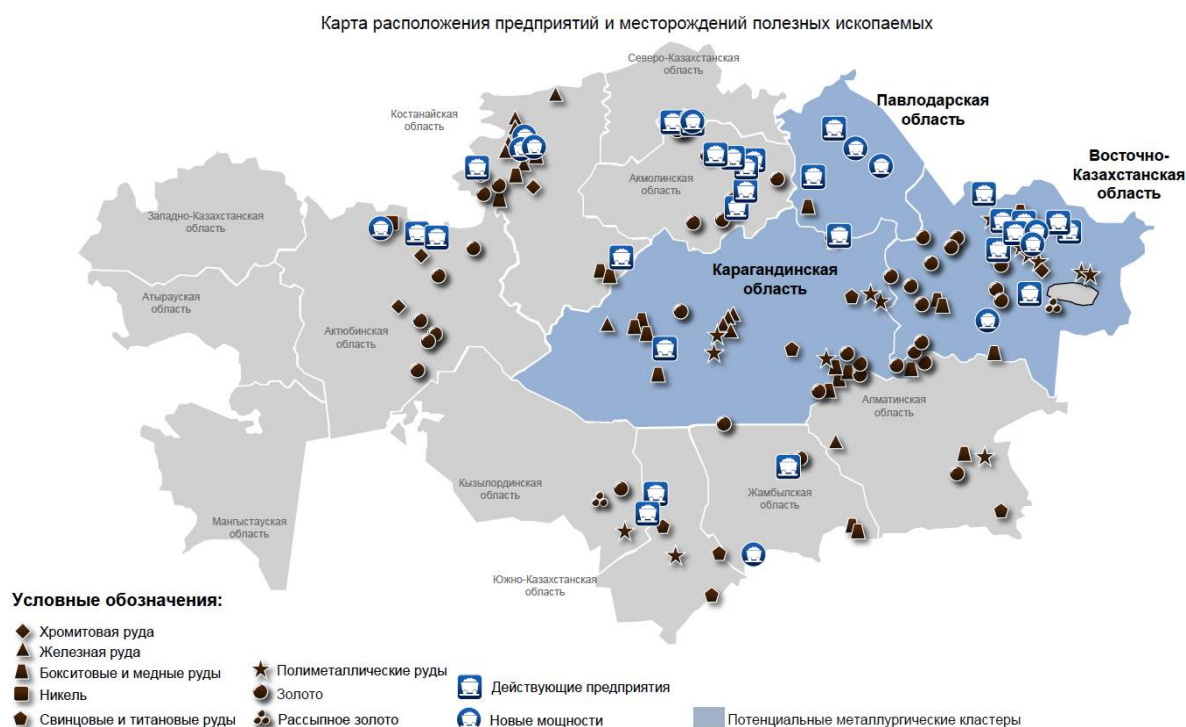 Карта расположения предприятий и месторождений полезных ископаемых
Северо-Казахстанская
область
Костанайская
область
Павлодарская
область
Восточно-
Казахстанская
область
Акмолинская
область
Западно-Казахстанская
область
Карагандинская
область
Атырауская
область
Актюбинская
область
Алматинская
область
Кызылординская
область
Жамбылская
область
Мангыстауская
область
Южно-Казахстанская
область
Условные обозначения:
Хромитовая руда
Железная руда
Бокситовые и медные руды
Никель
Свинцовые и титановые руды
Полиметаллические руды
Золото
Рассыпное золото
Действующие предприятия
Новые мощности
Потенциальные металлургические кластеры